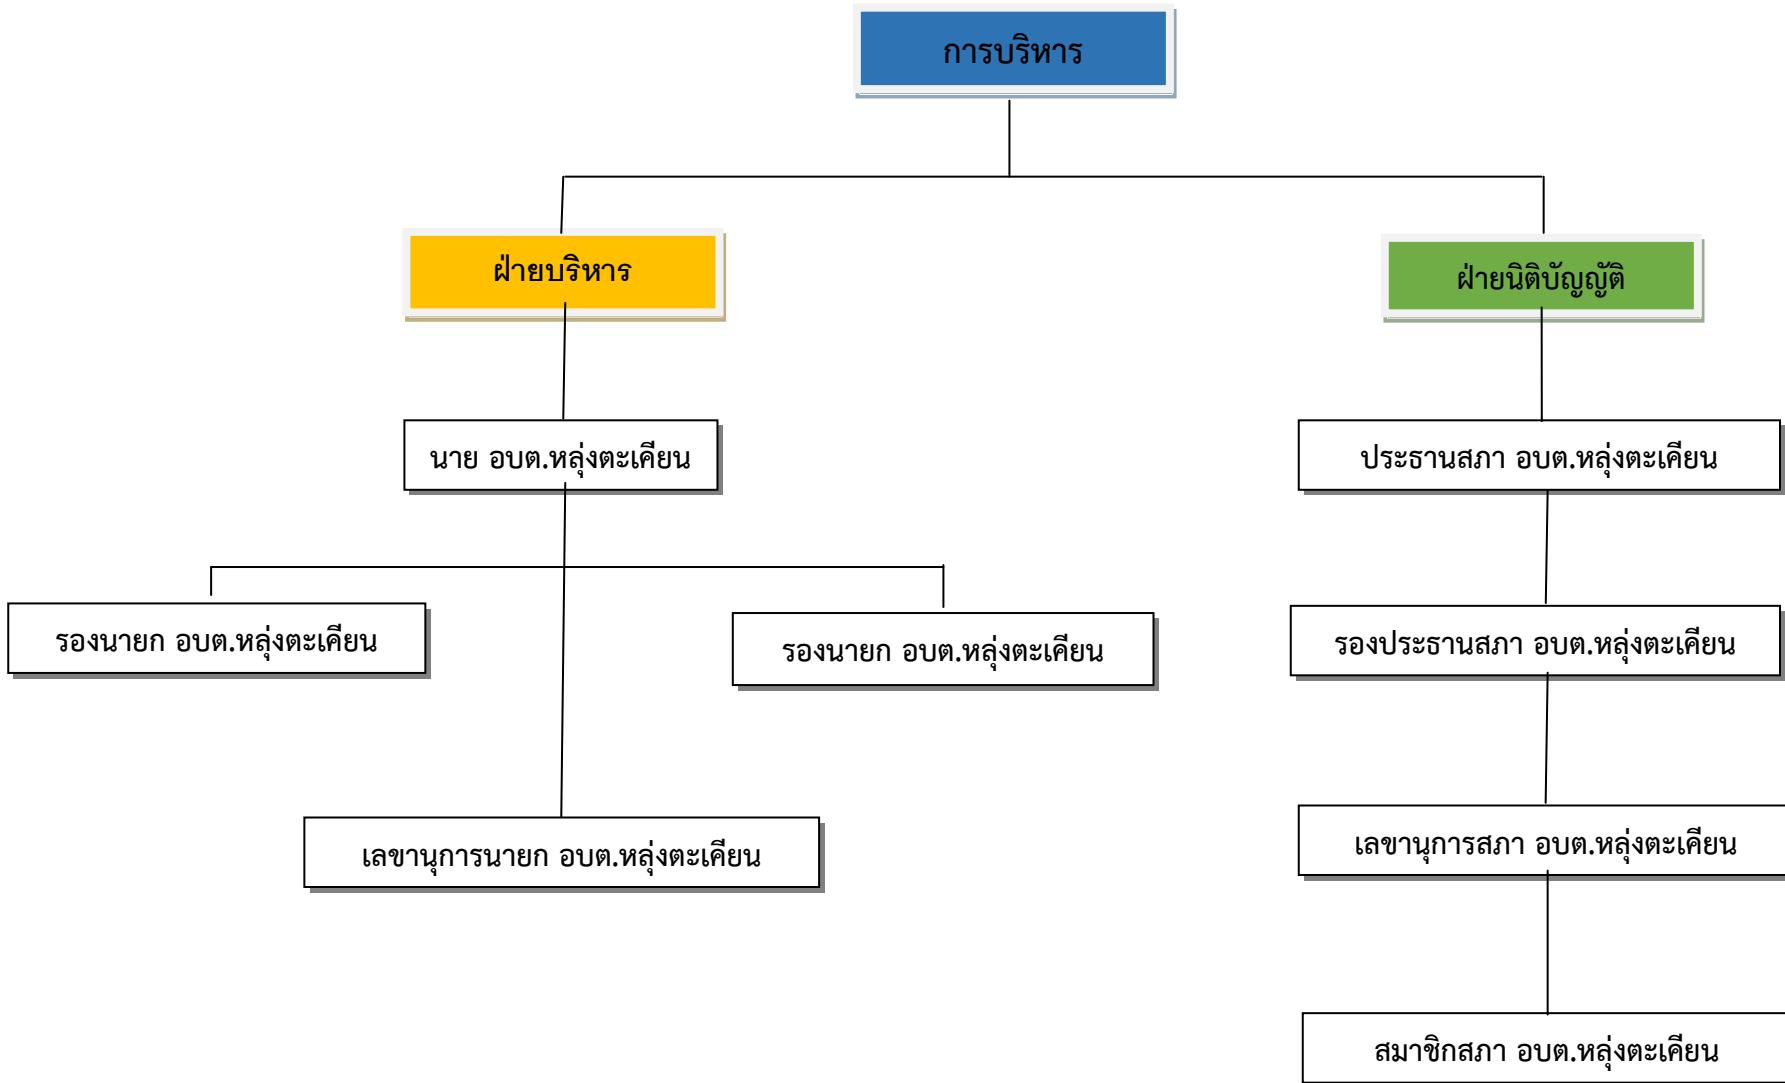 การบริหาร
ฝ่ายบริหาร
ฝ่ายนิติบัญญัติ
นาย อบต.หลุ่งตะเคียน
ประธานสภา อบต.หลุ่งตะเคียน
รองนายก อบต.หลุ่งตะเคียน
รองนายก อบต.หลุ่งตะเคียน
รองประธานสภา อบต.หลุ่งตะเคียน
เลขานุการนายก อบต.หลุ่งตะเคียน
เลขานุการสภา อบต.หลุ่งตะเคียน
สมาชิกสภา อบต.หลุ่งตะเคียน